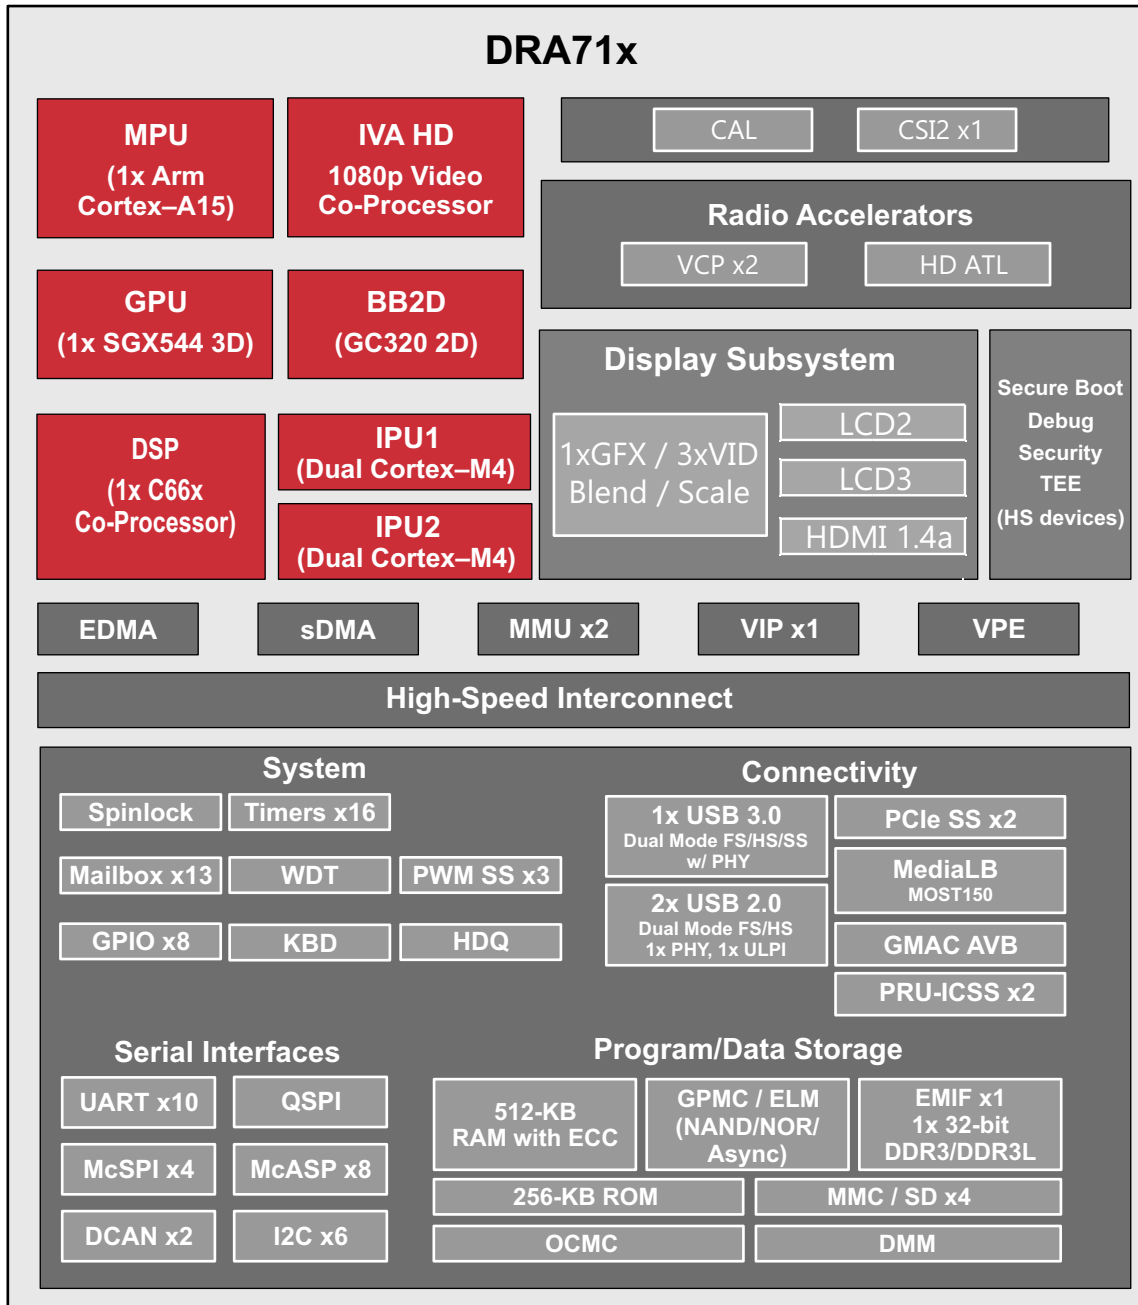 DRA71x
MPU
(1x Arm
Cortex–A15)
IVA HD
1080p Video
Co-Processor
CAL
CSI2 x1
Radio Accelerators
VCP x2
HD ATL
GPU
(1x SGX544 3D)
BB2D
(GC320 2D)
Display Subsystem
1xGFX / 3xVID
Blend / Scale
LCD2
LCD3
HDMI 1.4a
Secure Boot
Debug
Security
TEE
(HS devices)
DSP
(1x C66x
Co-Processor)
IPU1
(Dual Cortex–M4)
IPU2
(Dual Cortex–M4)
EDMA
sDMA
MMU x2
VIP x1
VPE
High-Speed Interconnect
System
Spinlock
Timers x16
Mailbox x13
WDT
PWM SS x3
GPIO x8
KBD
HDQ
Connectivity
1x USB 3.0
Dual Mode FS/HS/SS
w/ PHY
2x USB 2.0
Dual Mode FS/HS
1x PHY, 1x ULPI
PCIe SS x2
MediaLB
MOST150
GMAC AVB
PRU-ICSS x2
Serial Interfaces
UART x10
QSPI
McSPI x4
McASP x8
DCAN x2
I2C x6
Program/Data Storage
512-KB
RAM with ECC
GPMC / ELM
(NAND/NOR/
Async)
EMIF x1
1x 32-bit
DDR3/DDR3L
256-KB ROM
MMC / SD x4
OCMC
DMM